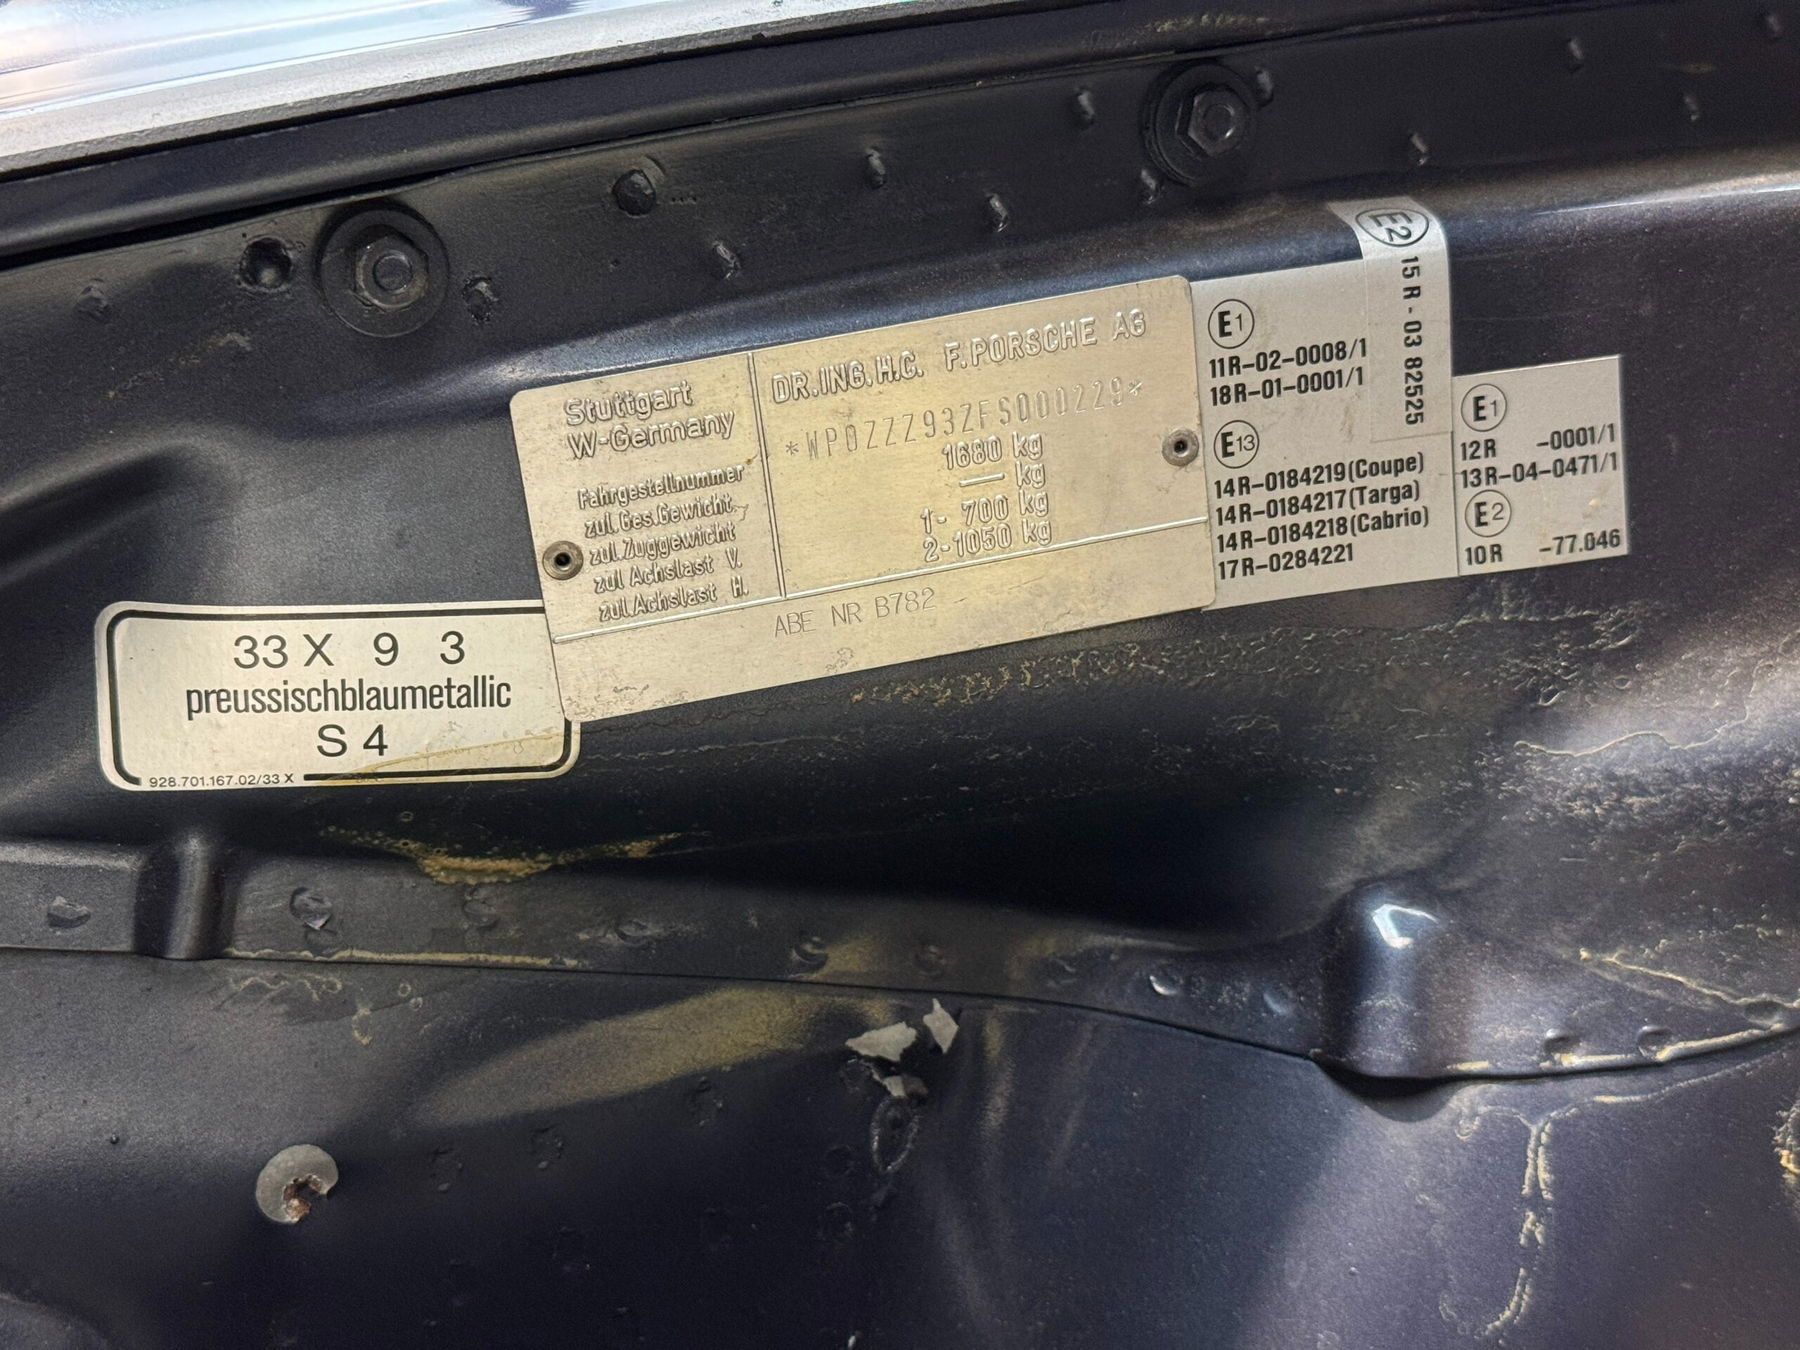 33 X 9 3
preussischblaumetallic
S 4
928.701.167.02/33 X
Stuttgart
W-Germany
DR.ING.H.C. F.PORSCHE AG
Fahrgestellnummer *WP0ZZZ93ZFS000229*
zul.Ges.Gewicht 1680 kg
zul.Zuggewicht — kg
zul Achslast V. 1- 700 kg
zul.Achslast H. 2-1050 kg
ABE NR B782
E1
11R-02-0008/1
18R-01-0001/1
E13
14R-0184219(Coupe)
14R-0184217(Targa)
14R-0184218(Cabrio)
17R-0284221
E2 15 R - 03 82525
E1
12R -0001/1
13R-04-0471/1
E2
10R -77.046